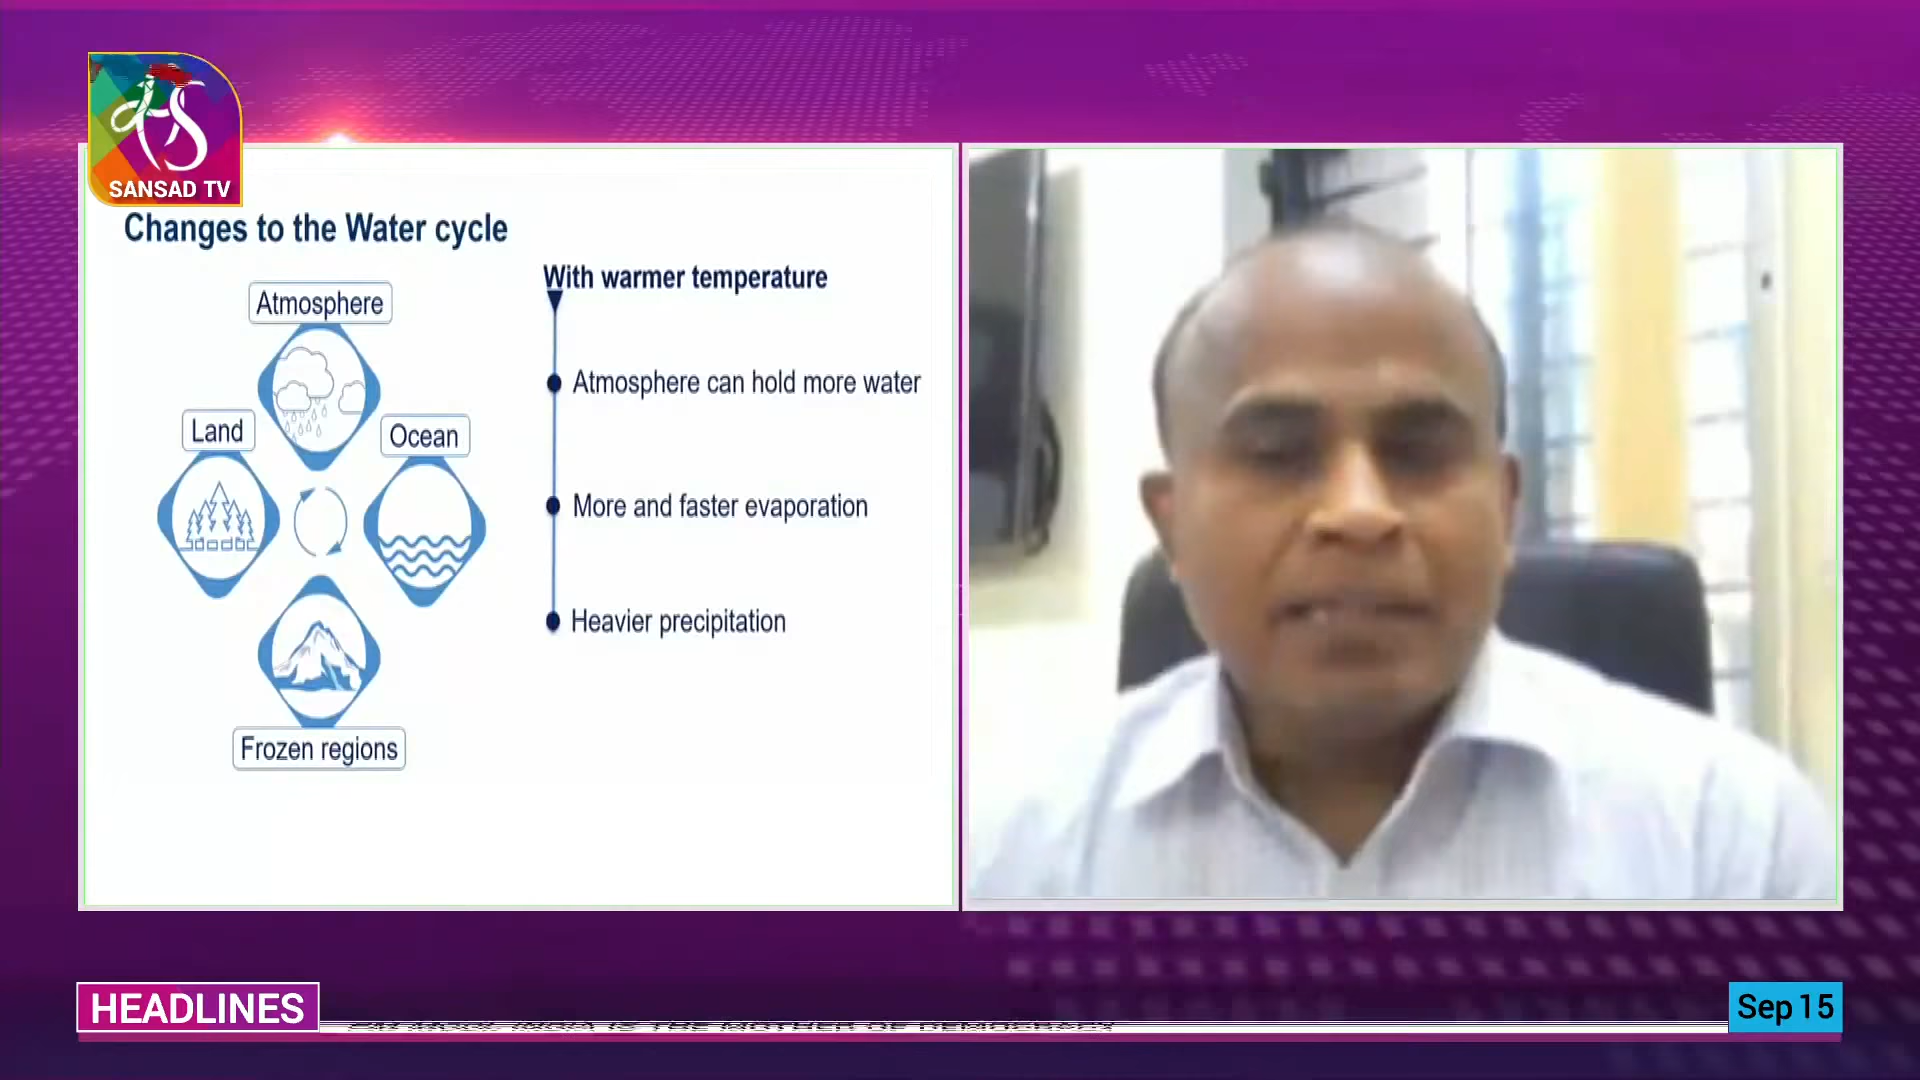 SANSAD TV
Changes to the Water cycle
Atmosphere
Land
Ocean
Frozen regions
With warmer temperature
Atmosphere can hold more water
More and faster evaporation
Heavier precipitation
HEADLINES
Sep 15